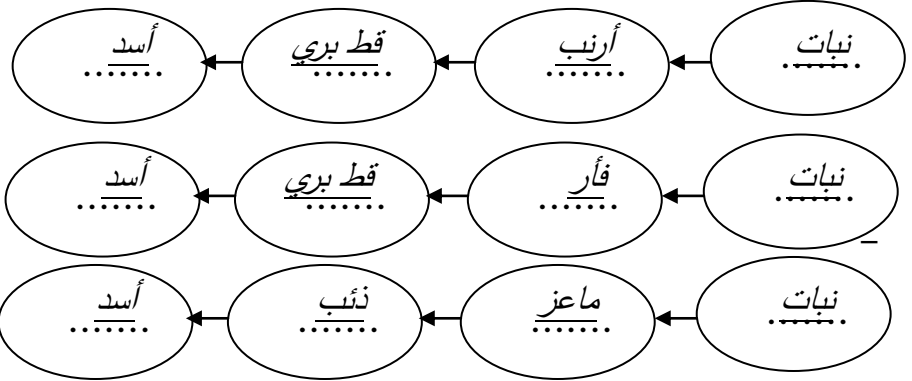 نبات أرنب قط بري أسد
....... ....... ....... .......
نبات فأر قط بري أسد
....... ....... ....... .......
نبات ماعز ذئب أسد
....... ....... ....... .......